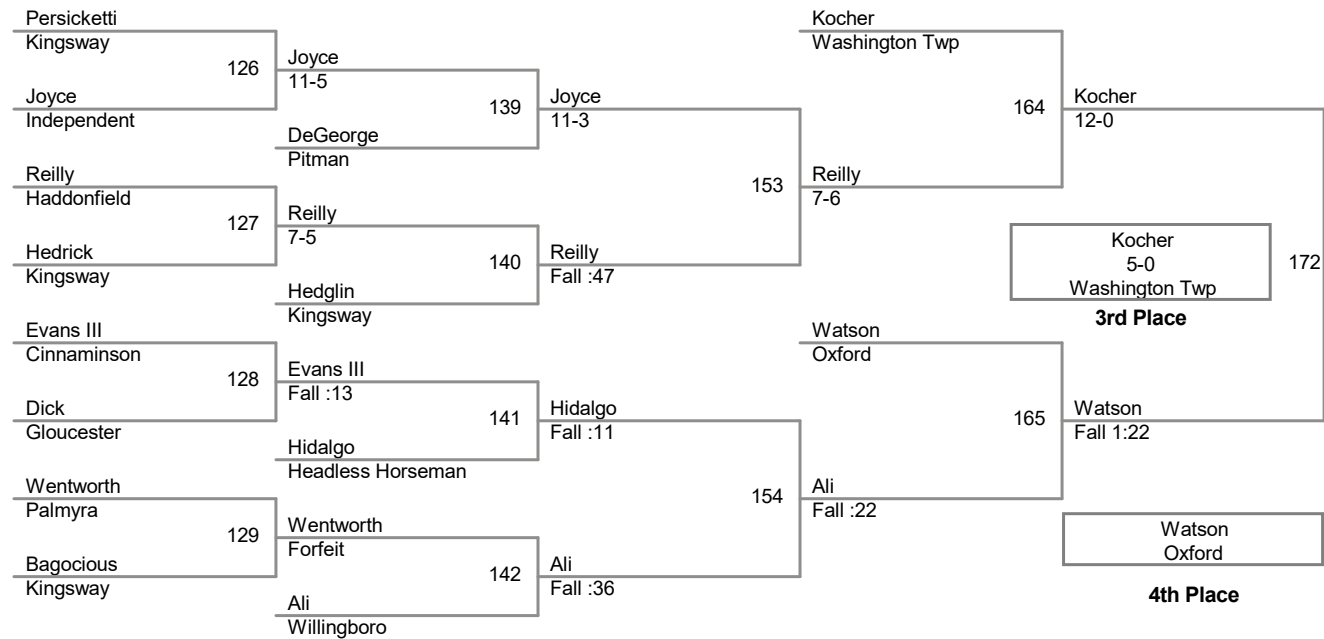 Persicketti
Kingsway
126
Joyce
Independent
Reilly
Haddonfield
127
Hedrick
Kingsway
Evans III
Cinnaminson
128
Dick
Gloucester
Wentworth
Palmyra
129
Bagocious
Kingsway
Joyce
11-5
139
DeGeorge
Pitman
Reilly
7-5
140
Hedglin
Kingsway
Evans III
Fall :13
141
Hidalgo
Headless Horseman
Wentworth
Forfeit
142
Ali
Willingboro
Joyce
11-3
153
Reilly
Fall :47
Hidalgo
Fall :11
154
Ali
Fall :36
Kocher
Washington Twp
164
Reilly
7-6
Watson
Oxford
165
Ali
Fall :22
Kocher
12-0
172
Watson
Fall 1:22
Kocher
5-0
Washington Twp
3rd Place
Watson
Oxford
4th Place